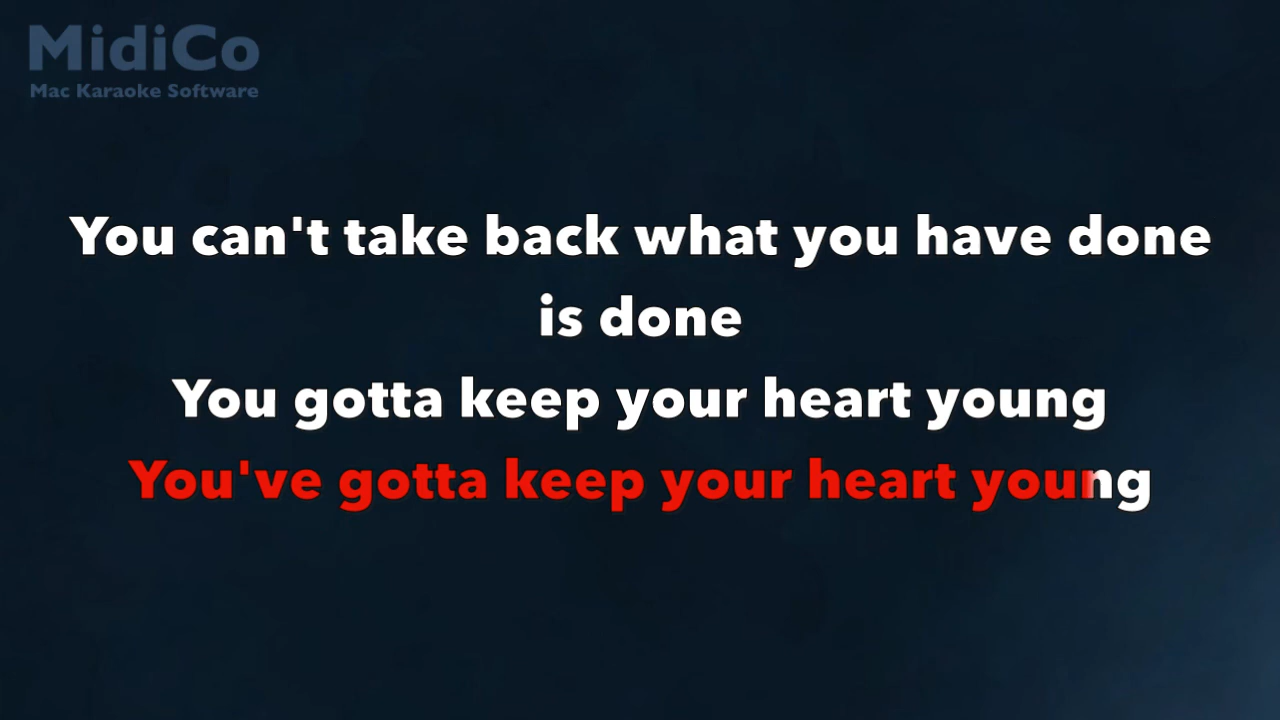 MidiCo
Mac Karaoke Software
You can't take back what you have done
is done
You gotta keep your heart young
You've gotta keep your heart young